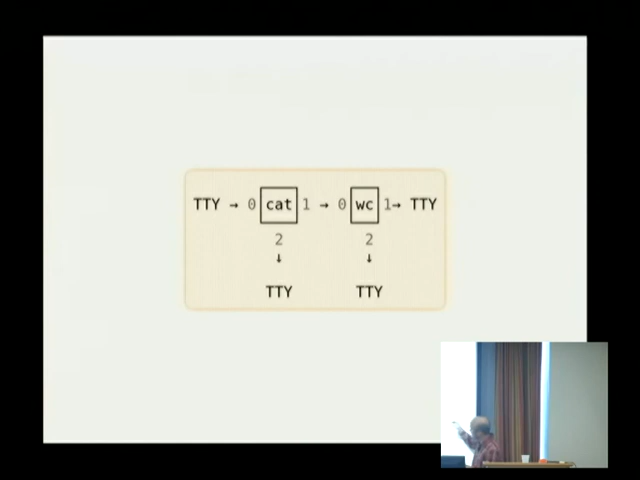 TTY → 0 cat 1 → 0 wc 1→ TTY
2 2
↓ ↓
TTY TTY